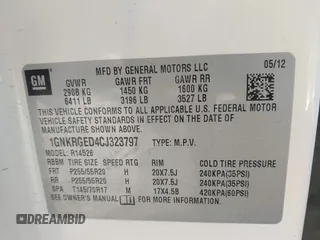 GM
MFD BY GENERAL MOTORS LLC
05/12
GVWR GAWR FRT GAWR RR
2908 KG 1450 KG 1600 KG
6411 LB 3196 LB 3527 LB
THIS VEHICLE CONFORMS TO ALL APPLICABLE U.S. FEDERAL MOTOR
VEHICLE SAFETY STANDARDS IN EFFECT ON THE DATE OF
MANUFACTURE SHOWN ABOVE.
1GNKRGED4CJ323797 TYPE: M.P.V.
MODEL: R14526
TIRE SIZE SPEED RTG RIM COLD TIRE PRESSURE
FRT P255/55R20 H 20X7.5J 240KPA(35PSI)
RR P255/55R20 H 20X7.5J 240KPA(35PSI)
SPA T145/70R17 M 17X4.5B 420KPA(60PSI)
SEE OWNER'S MANUAL FOR MORE INFORMATION.
AUTOBIDMASTER